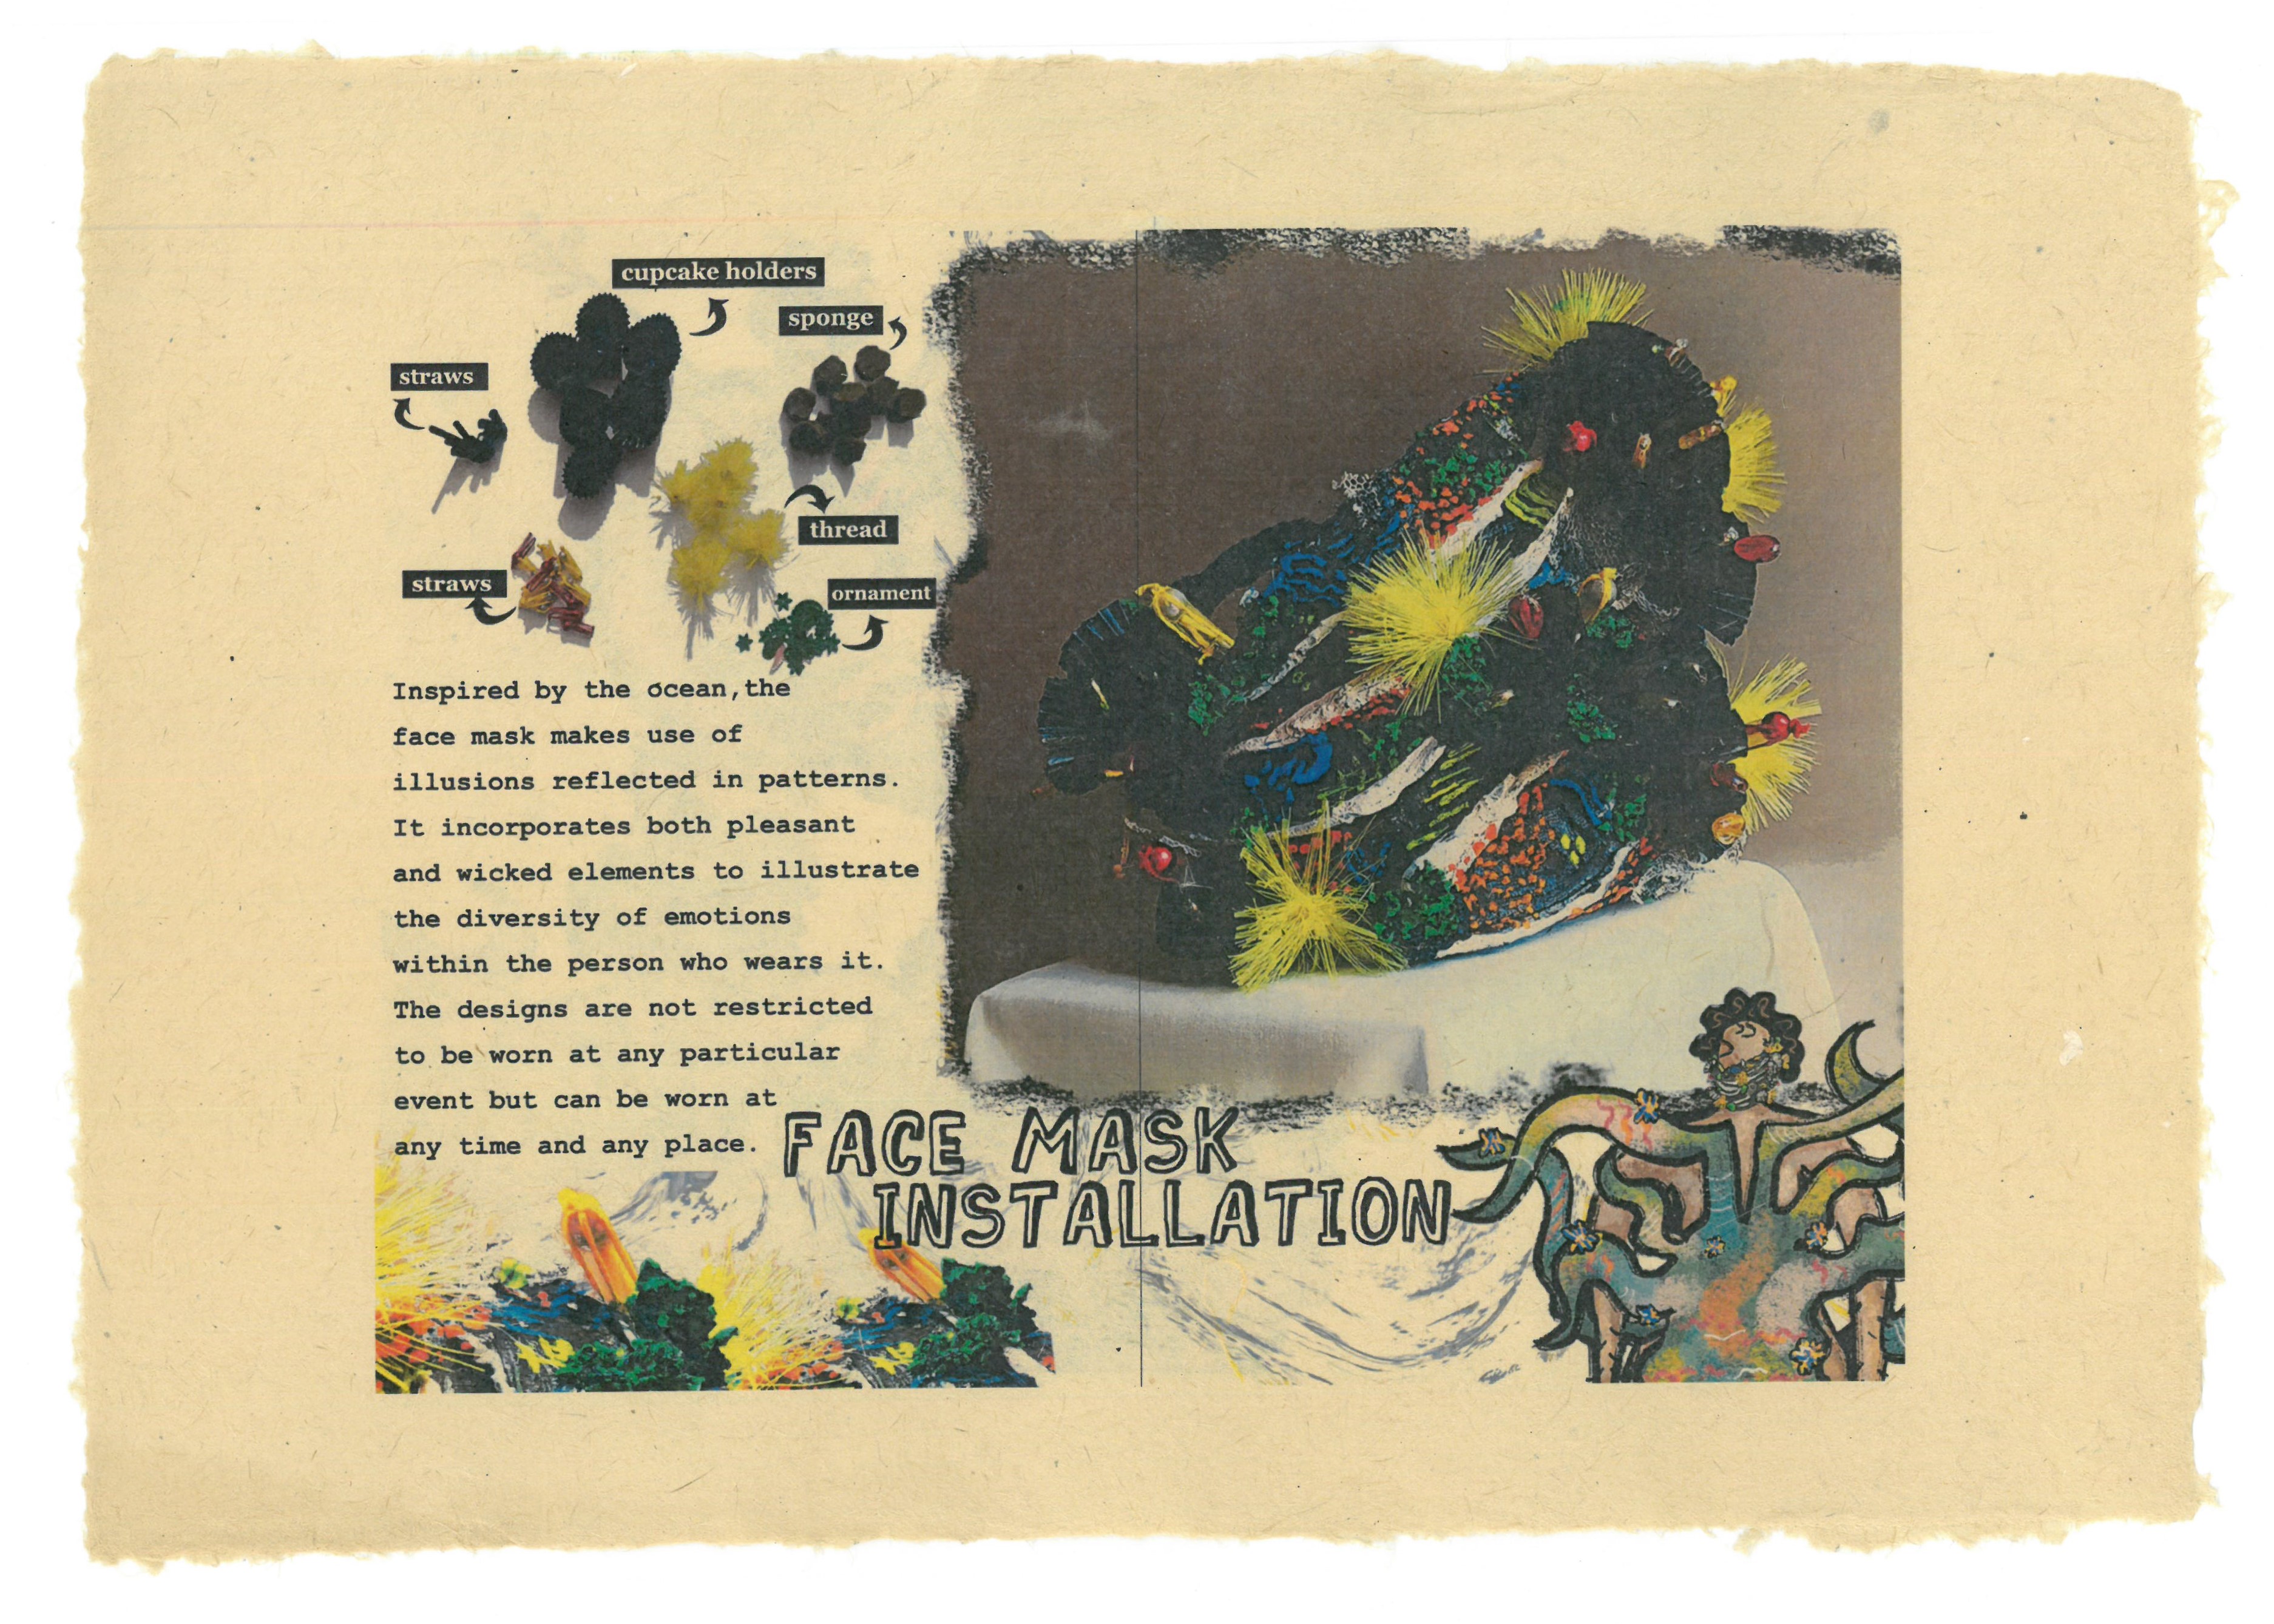 cupcake holders
sponge
straws
thread
straws
ornament
Inspired by the ocean,the
face mask makes use of
illusions reflected in patterns.
It incorporates both pleasant
and wicked elements to illustrate
the diversity of emotions
within the person who wears it.
The designs are not restricted
to be worn at any particular
event but can be worn at
any time and any place.
FACE MASK
INSTALLATION